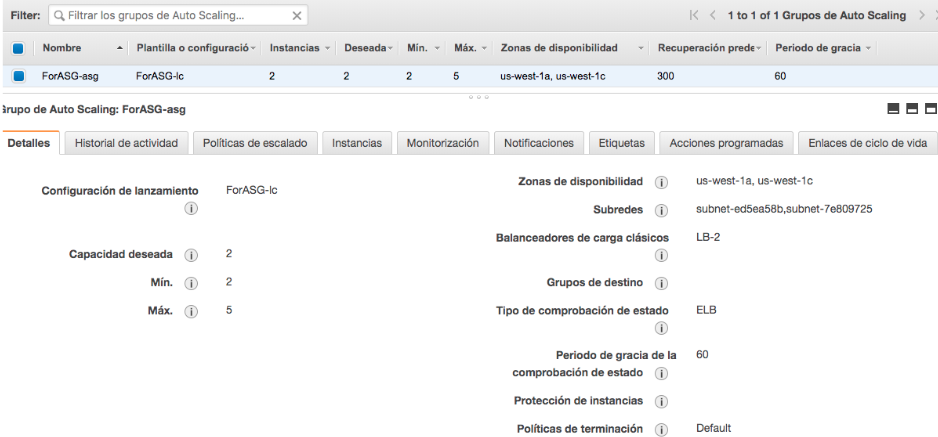 Filter: Filtrar los grupos de Auto Scaling... 1 to 1 of 1 Grupos de Auto Scaling
Nombre Plantilla o configuració Instancias Deseada Mín. Máx. Zonas de disponibilidad Recuperación prede Periodo de gracia
ForASG-asg ForASG-lc 2 2 2 5 us-west-1a, us-west-1c 300 60
Grupo de Auto Scaling: ForASG-asg
Detalles Historial de actividad Políticas de escalado Instancias Monitorización Notificaciones Etiquetas Acciones programadas Enlaces de ciclo de vida
Configuración de lanzamiento ForASG-lc
Capacidad deseada 2
Mín. 2
Máx. 5
Zonas de disponibilidad us-west-1a, us-west-1c
Subredes subnet-ed5ea58b,subnet-7e809725
Balanceadores de carga clásicos LB-2
Grupos de destino
Tipo de comprobación de estado ELB
Periodo de gracia de la 60
comprobación de estado
Protección de instancias
Políticas de terminación Default